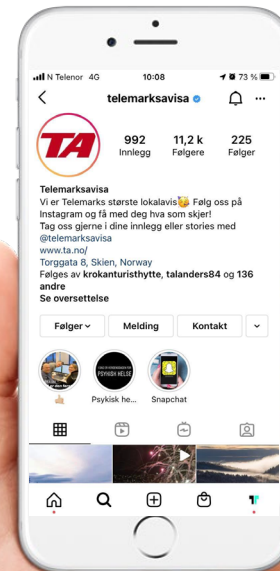 N Telenor 4G 10:08 73 %
telemarksavisa
TA
992 11,2 k 225
Innlegg Følgere Følger
Telemarksavisa
Vi er Telemarks største lokalavis🥳 Følg oss på
Instagram og få med deg hva som skjer!
Tag oss gjerne i dine innlegg eller stories med
@telemarksavisa
www.ta.no/
Torggata 8, Skien, Norway
Følges av krokanturisthytte, talanders84 og 136
andre
Se oversettelse
Følger Melding Kontakt
PSYKISK HELSE
👍🏼 Psykisk he... Snapchat